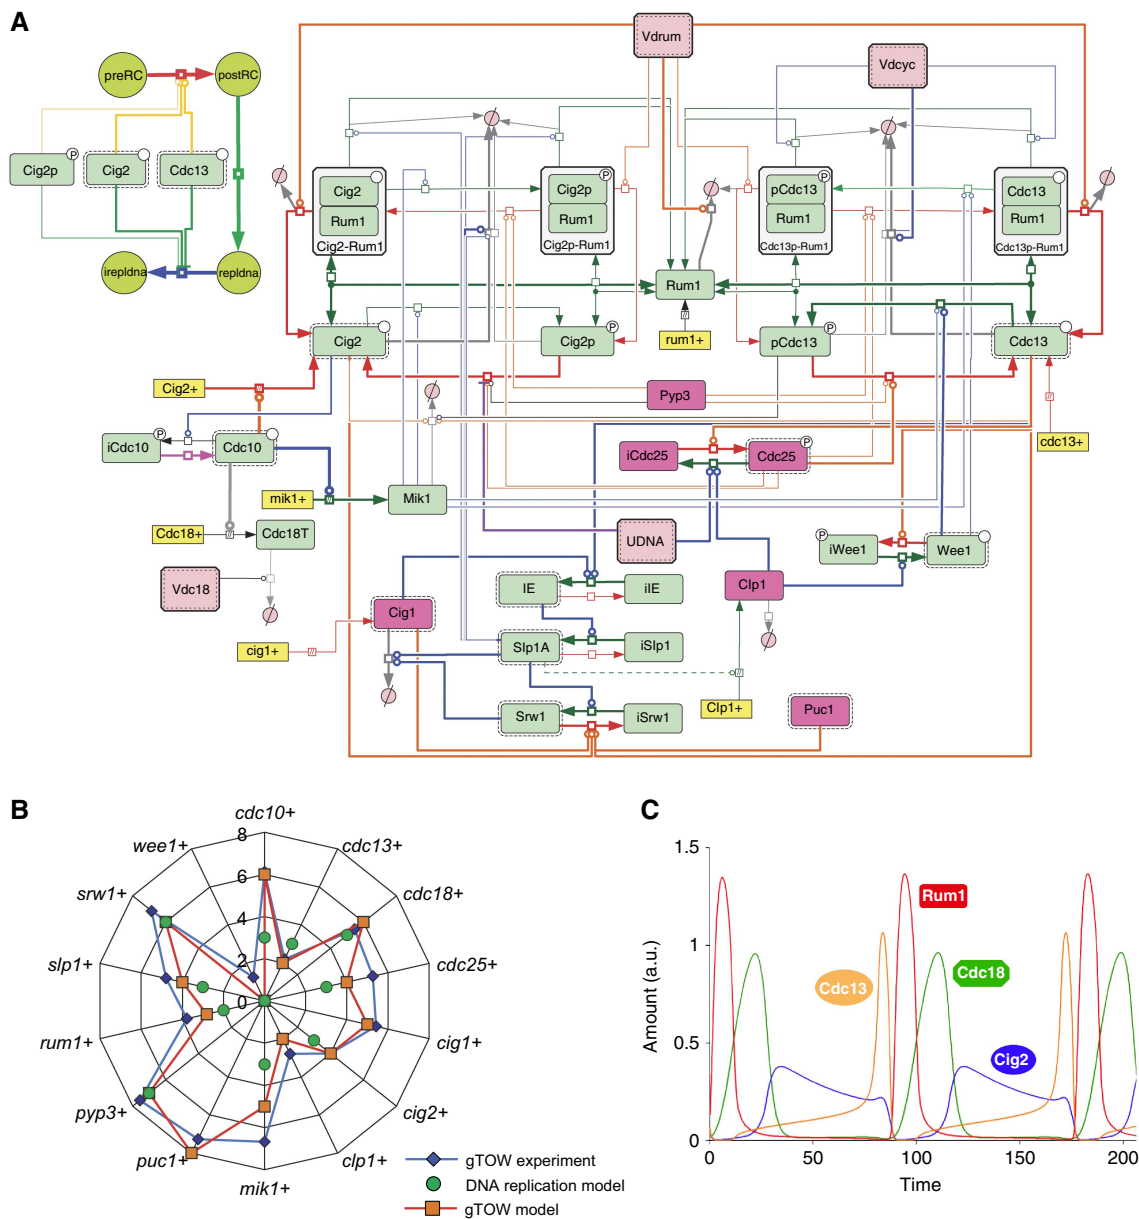 A
Vdrum
Vdcyc
preRC
postRC
Cig2p
P
Cig2
Cdc13
irepldna
repldna
Cig2
Rum1
Cig2-Rum1
Cig2p
P
Rum1
Cig2p-Rum1
pCdc13
P
Rum1
Cdc13p-Rum1
Cdc13
Rum1
Cdc13p-Rum1
Rum1
rum1+
Cig2
Cig2p
P
pCdc13
P
Cdc13
Cig2+
Pyp3
cdc13+
iCdc10
P
Cdc10
iCdc25
Cdc25
P
mik1+
Mik1
Cdc18+
Cdc18T
UDNA
iWee1
P
Wee1
Vdc18
IE
iIE
Clp1
Cig1
cig1+
Slp1A
iSlp1
Clp1+
Puc1
Srw1
iSrw1
B
cdc10+
cdc13+
cdc18+
cdc25+
cig1+
cig2+
clp1+
mik1+
puc1+
pyp3+
rum1+
slp1+
srw1+
wee1+
8
6
4
2
0
gTOW experiment
DNA replication model
gTOW model
C
1.5
1
0.5
0
Amount (a.u.)
Rum1
Cdc18
Cdc13
Cig2
0 50 100 150 200
Time